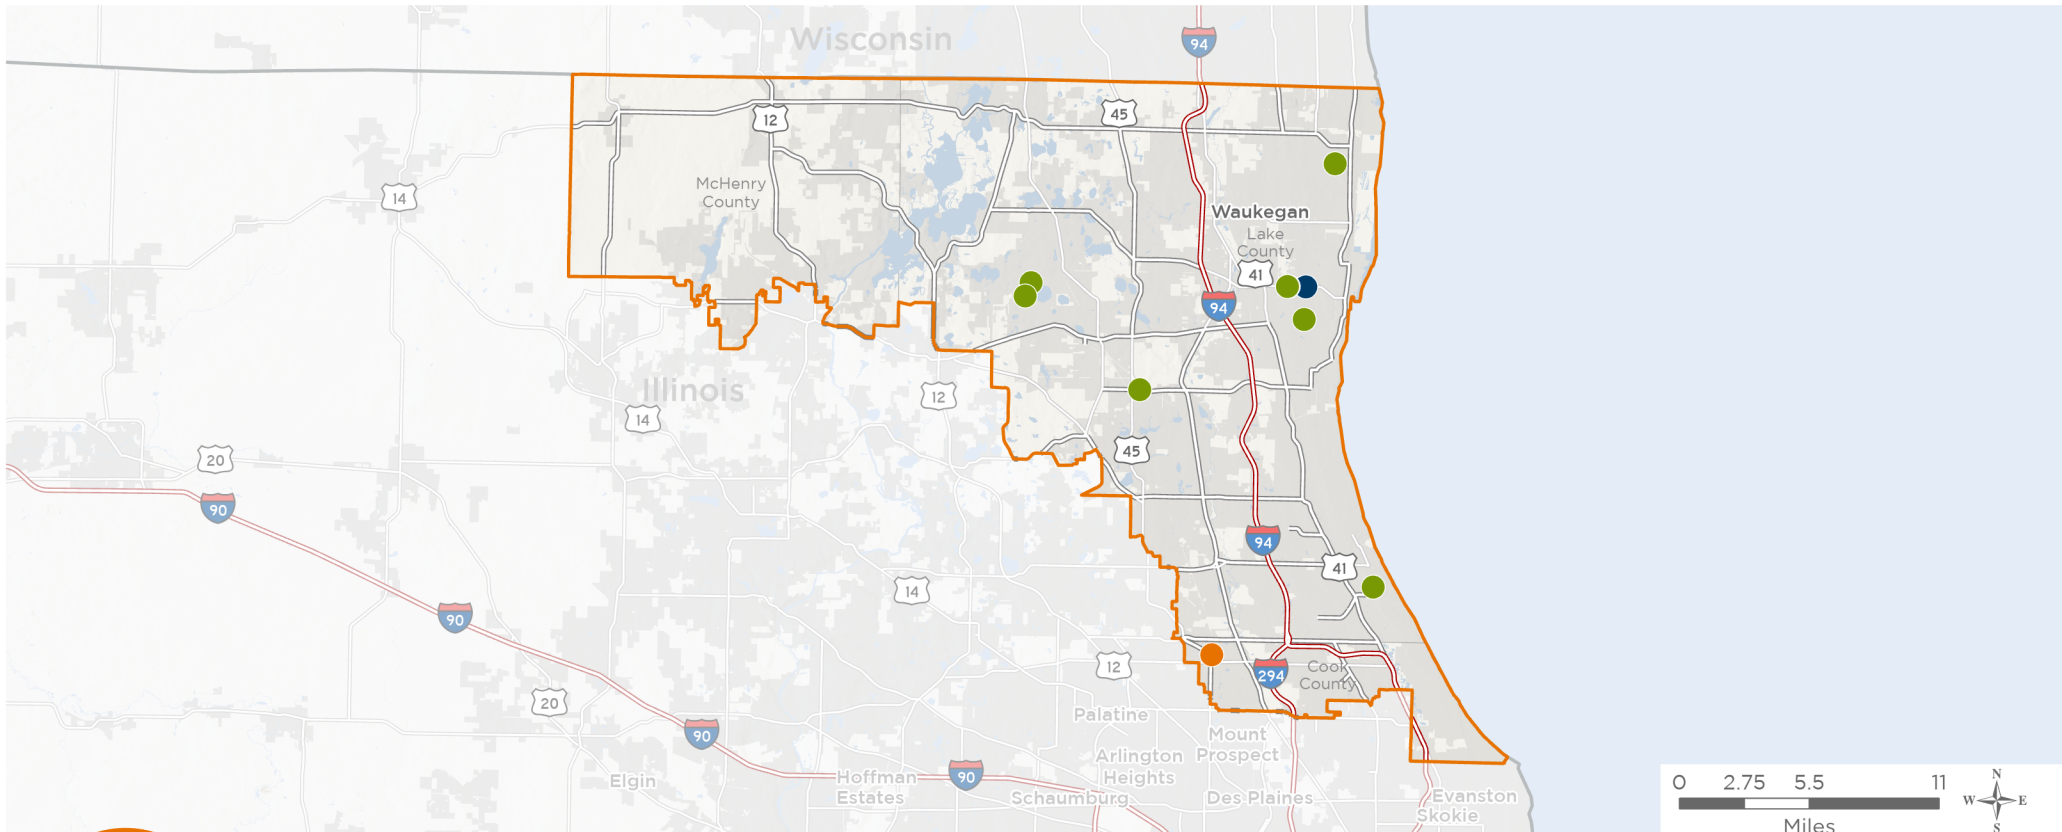 Wisconsin
94
12
45
McHenry
County
14
Waukegan
Lake
County
41
94
Illinois
12
14
45
20
90
94
41
14
90
12
294
Cook
County
20
Palatine
90
Mount
Prospect
Arlington
Heights
Hoffman
Estates
90
Elgin
Schaumburg
Des Plaines
Evanston
Skokie
0 2.75 5.5 11
Miles
N
W E
S